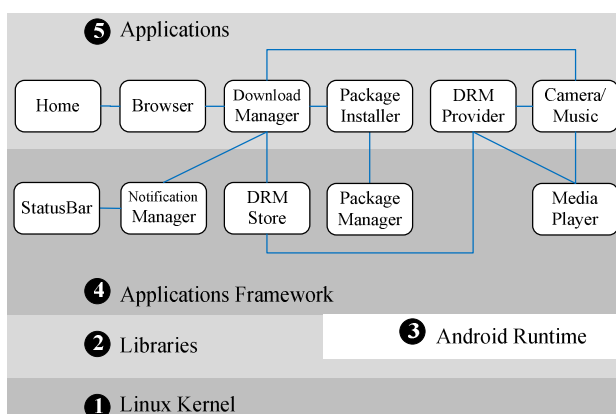 5 Applications
Home
Browser
Download
Manager
Package
Installer
DRM
Provider
Camera/
Music
StatusBar
Notification
Manager
DRM
Store
Package
Manager
Media
Player
4 Applications Framework
3 Android Runtime
2 Libraries
1 Linux Kernel